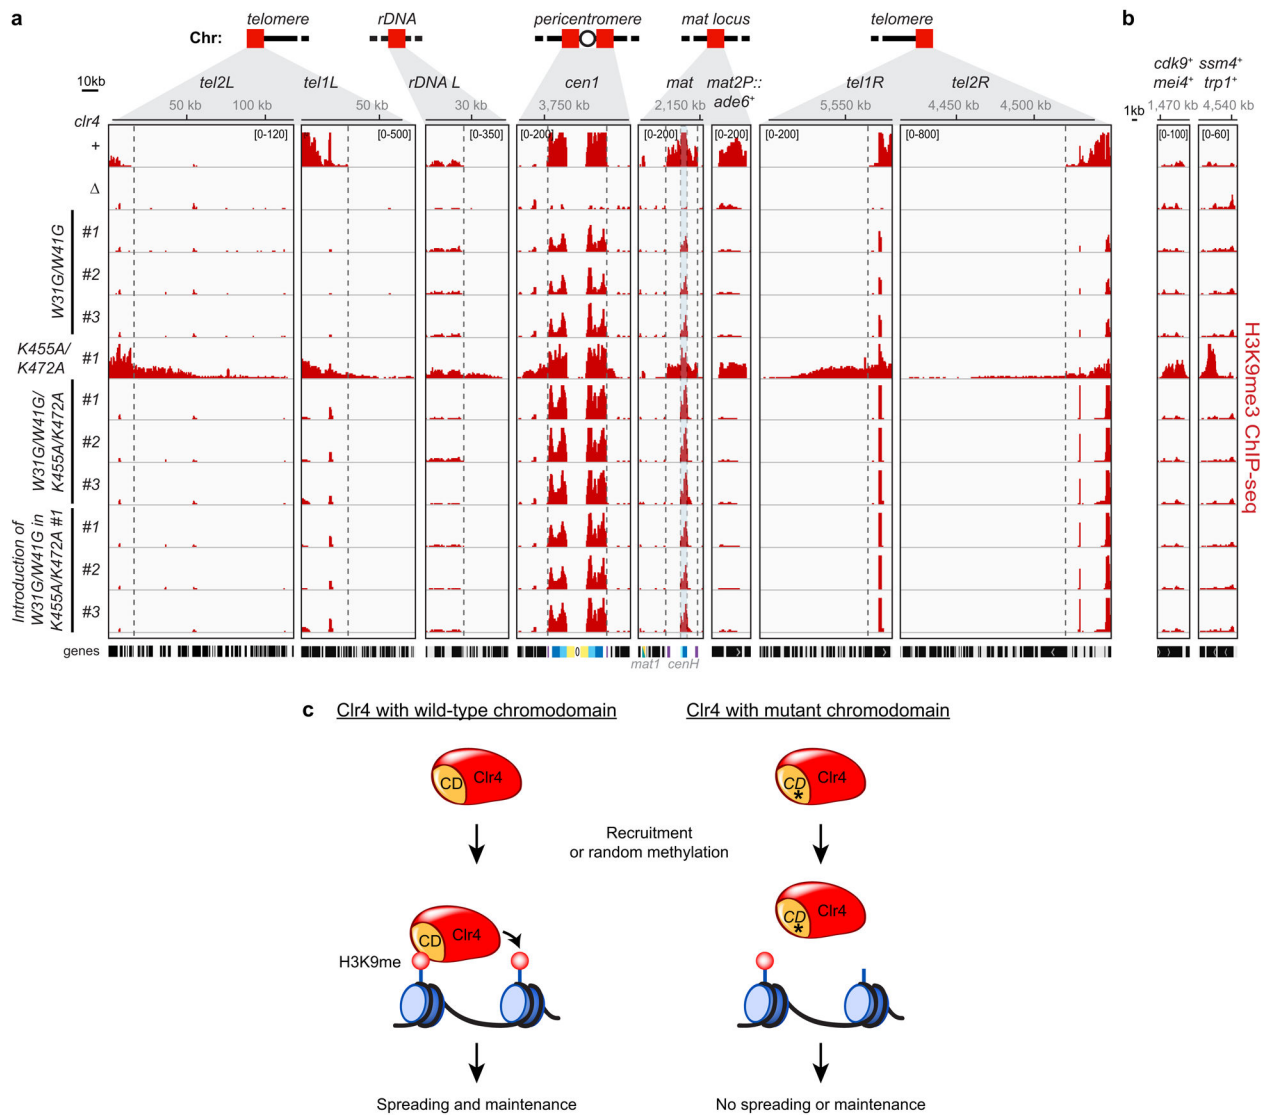 a
b
telomere rDNA pericentromere mat locus telomere
Chr:
10kb
tel2L tel1L rDNA L cen1 mat mat2P::
ade6+
tel1R tel2R
cdk9+ ssm4+
mei4+ trp1+
50 kb 100 kb 50 kb 30 kb 3,750 kb 2,150 kb 5,550 kb 4,450 kb 4,500 kb 1kb 1,470 kb 4,540 kb
clr4
[0-120] [0-500] [0-350] [0-200] [0-200] [0-200] [0-200] [0-800] [0-100] [0-60]
+
Δ
W31G/W41G
#1
#2
#3
K455A/
K472A
#1
W31G/W41G/
K455A/K472A
#1
#2
#3
Introduction of
W31G/W41G in
K455A/K472A #1
#1
#2
#3
H3K9me3 ChIP-seq
genes
mat1 cenH
c
Clr4 with wild-type chromodomain Clr4 with mutant chromodomain
CD Clr4 CD * Clr4
Recruitment
or random methylation
CD Clr4 CD * Clr4
H3K9me
Spreading and maintenance No spreading or maintenance